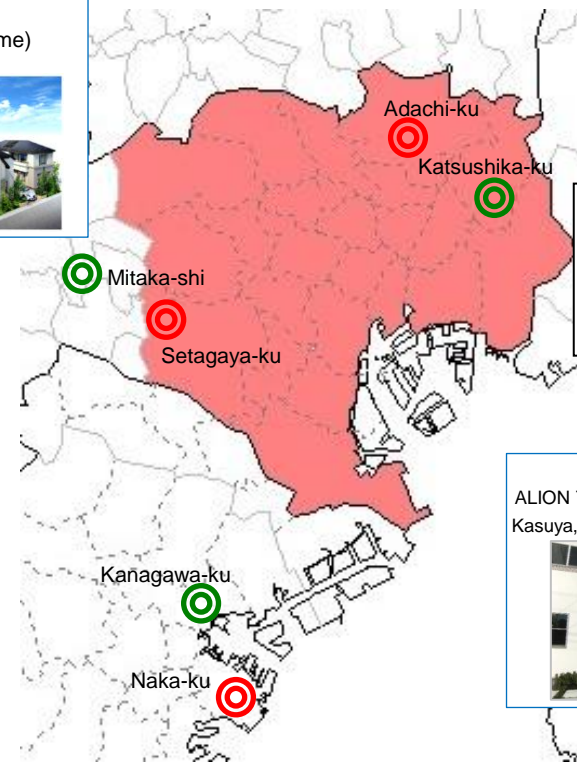 me)
Adachi-ku
Katsushika-ku
Mitaka-shi
Setagaya-ku
ALION
Kasuya,
Kanagawa-ku
Naka-ku